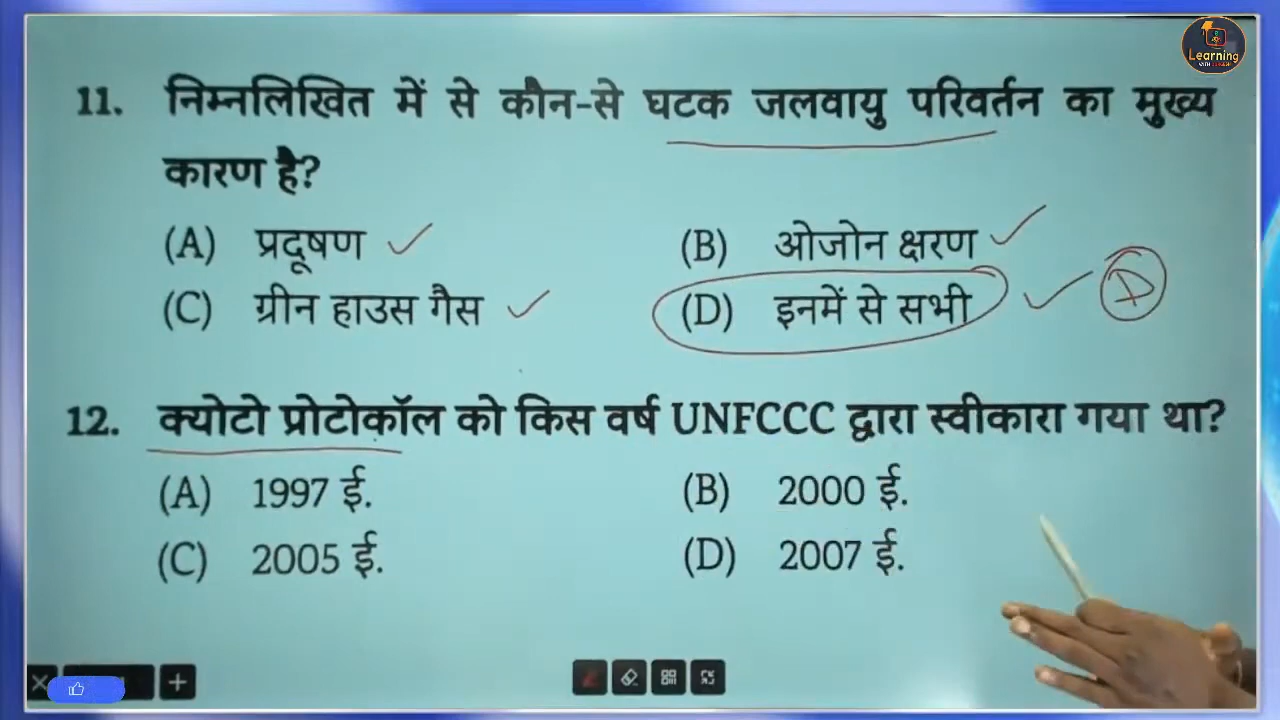 Learning
11. निम्नलिखित में से कौन-से घटक जलवायु परिवर्तन का मुख्य
कारण है?
(A) प्रदूषण
(B) ओजोन क्षरण
(C) ग्रीन हाउस गैस
(D) इनमें से सभी
D
12. क्योटो प्रोटोकॉल को किस वर्ष UNFCCC द्वारा स्वीकारा गया था?
(A) 1997 ई.
(B) 2000 ई.
(C) 2005 ई.
(D) 2007 ई.